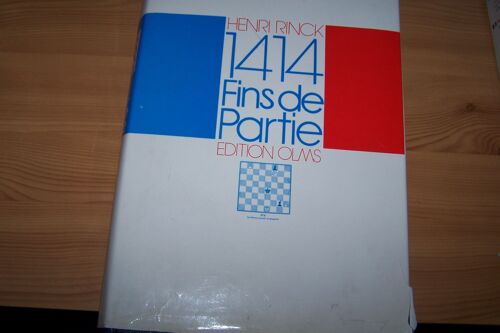 HENRI RINCK
1414
Fins de
Partie
EDITION OLMS